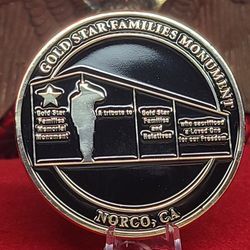 GOLD STAR FAMILIES MONUMENT
Gold Star
Families
Memorial
Monument
A tribute to
Gold Star
Families
and
Relatives
who sacrificed
a Loved One
for our Freedom
NORCO, CA